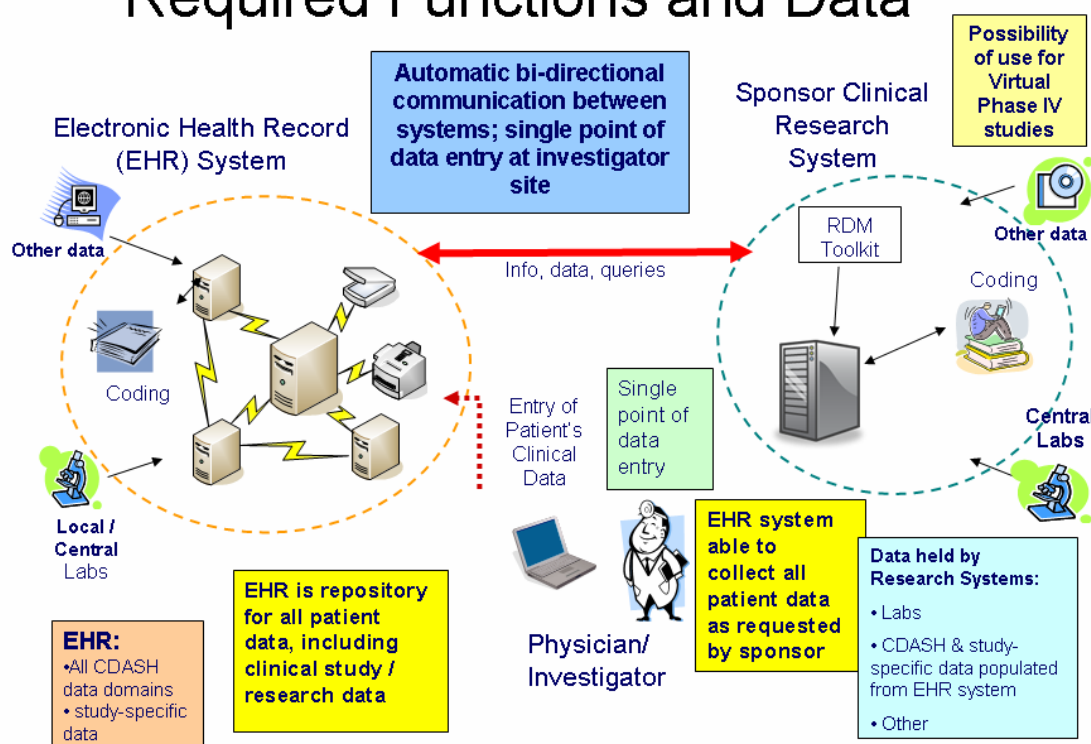 Required Functions and Data
Possibility
of use for
Virtual
Phase IV
studies
Automatic bi-directional
communication between
systems; single point of
data entry at investigator
site
Electronic Health Record
(EHR) System
Sponsor Clinical
Research
System
Other data
Info, data, queries
RDM
Toolkit
Other data
Coding
Coding
Entry of
Patient's
Clinical
Data
Single
point of
data
entry
Central
Labs
Local /
Central
Labs
EHR:
•All CDASH
data domains
• study-specific
data
EHR is repository
for all patient
data, including
clinical study /
research data
Physician/
Investigator
EHR system
able to
collect all
patient data
as requested
by sponsor
Data held by
Research Systems:
• Labs
• CDASH & study-
specific data populated
from EHR system
• Other